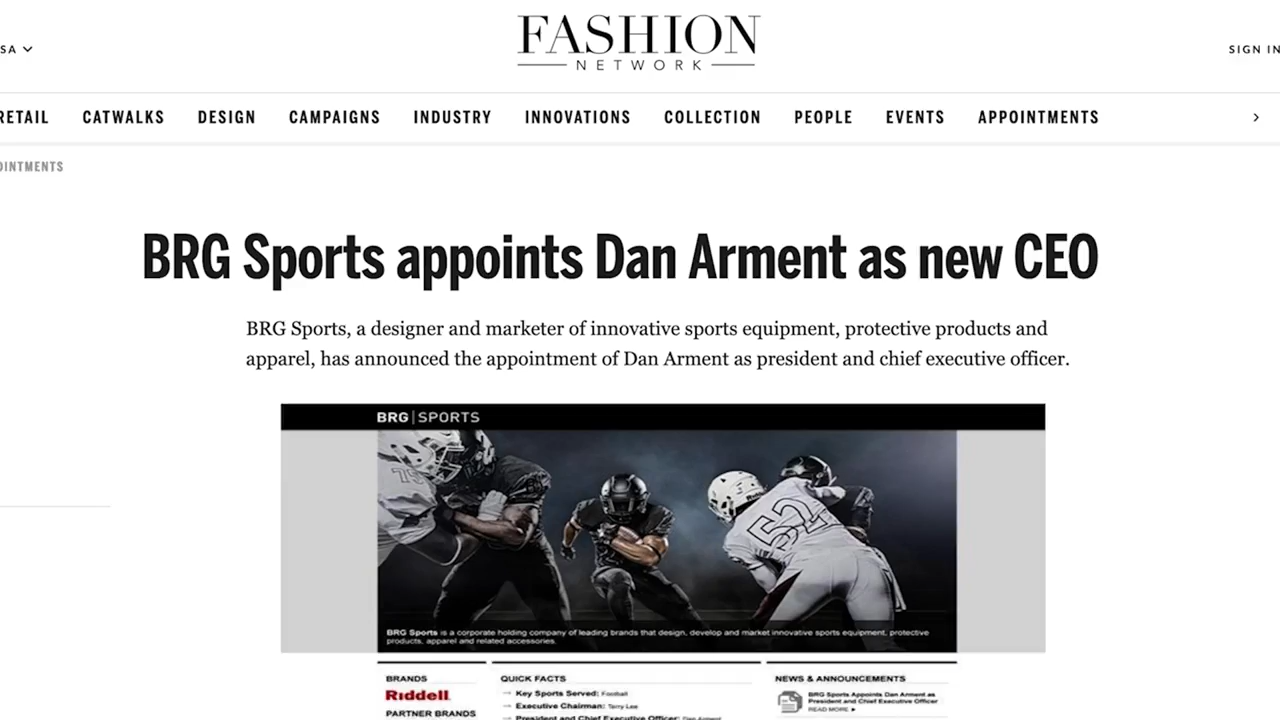 FASHION
NETWORK
SA
SIGN IN
RETAIL CATWALKS DESIGN CAMPAIGNS INDUSTRY INNOVATIONS COLLECTION PEOPLE EVENTS APPOINTMENTS
OINTMENTS
BRG Sports appoints Dan Arment as new CEO
BRG Sports, a designer and marketer of innovative sports equipment, protective products and
apparel, has announced the appointment of Dan Arment as president and chief executive officer.
BRG | SPORTS
75
52
BRG Sports is a corporate holding company of leading brands that design, develop and market innovative sports equipment, protective
products, apparel and related accessories.
BRANDS
Riddell
PARTNER BRANDS
QUICK FACTS
Key Sports Served: Football
Executive Chairman: Terry Lee
President and Chief Executive Officer: Dan Arment
NEWS & ANNOUNCEMENTS
BRG Sports Appoints Dan Arment as
President and Chief Executive Officer
READ MORE